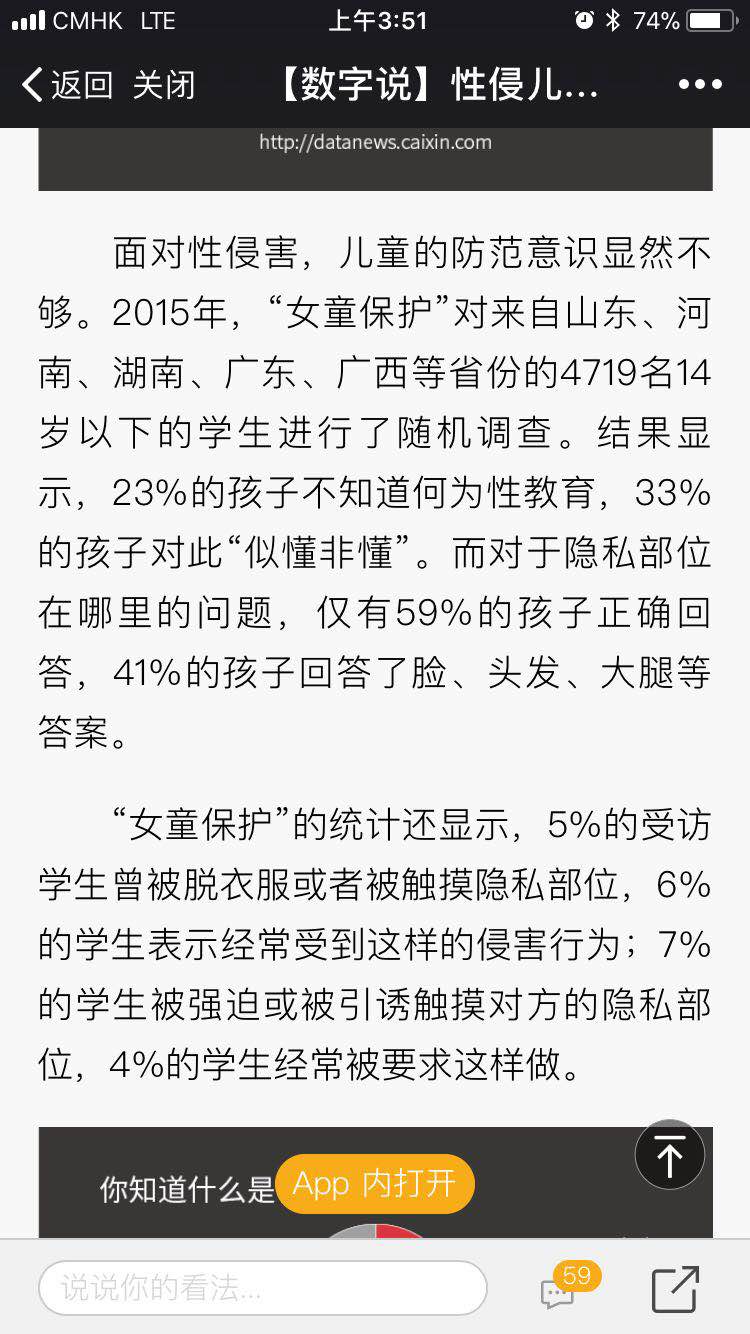 CMHK LTE 上午3:51 74%
返回 关闭 【数字说】性侵儿...
http://datanews.caixin.com
面对性侵害，儿童的防范意识显然不
够。2015年，“女童保护”对来自山东、河
南、湖南、广东、广西等省份的4719名14
岁以下的学生进行了随机调查。结果显
示，23%的孩子不知道何为性教育，33%
的孩子对此“似懂非懂”。而对于隐私部位
在哪里的问题，仅有59%的孩子正确回
答，41%的孩子回答了脸、头发、大腿等
答案。
“女童保护”的统计还显示，5%的受访
学生曾被脱衣服或者被触摸隐私部位，6%
的学生表示经常受到这样的侵害行为；7%
的学生被强迫或被引诱触摸对方的隐私部
位，4%的学生经常被要求这样做。
你知道什么是
App 内打开
说说你的看法...
59